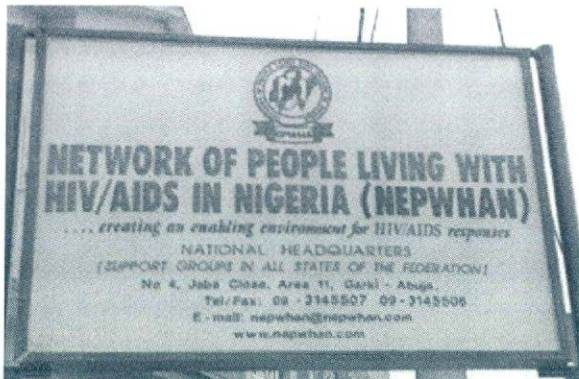 NEPWHAN
NETWORK OF PEOPLE LIVING WITH
HIV/AIDS IN NIGERIA (NEPWHAN)
.... creating an enabling environment for HIV/AIDS responses
NATIONAL HEADQUARTERS
(SUPPORT GROUPS IN ALL STATES OF THE FEDERATION)
No 4, Jaba Close, Area 11, Garki - Abuja.
Tel/Fax: 09 - 3145507 09 - 3145506
E-mail: nepwhan@nepwhan.com
www.nepwhan.com